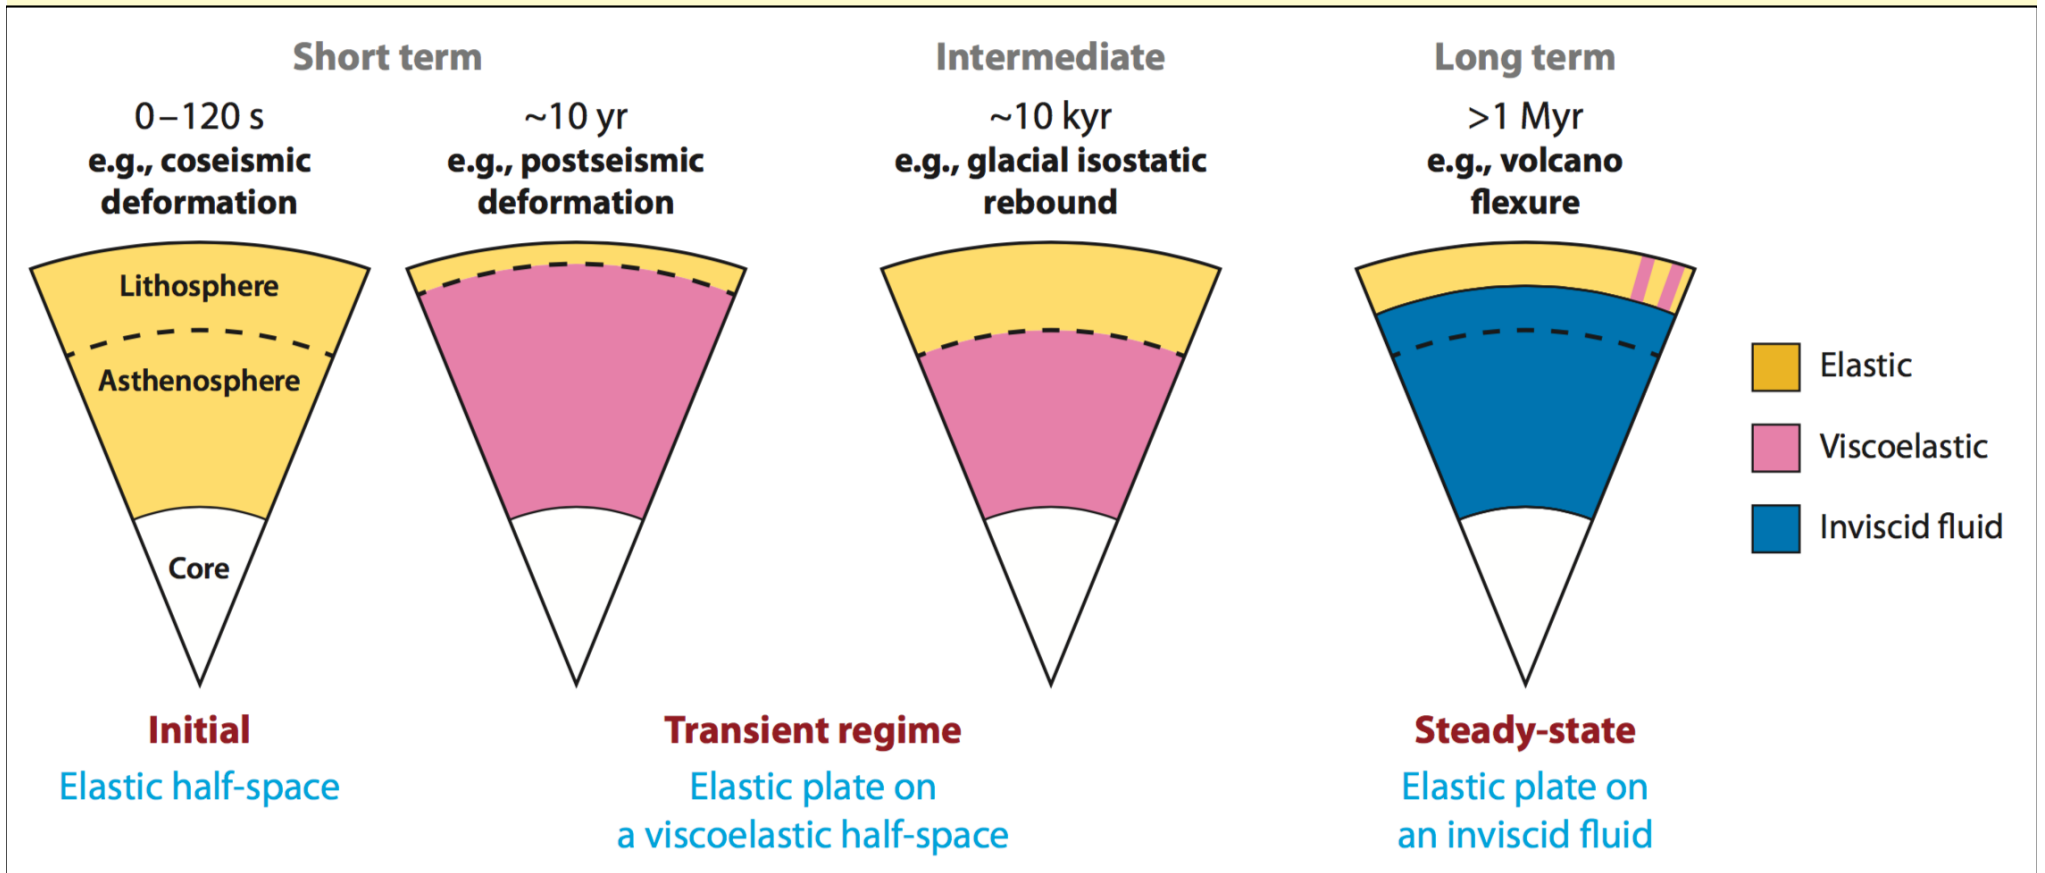 Short term
Intermediate
Long term
0–120 s
~10 yr
~10 kyr
>1 Myr
e.g., coseismic
deformation
e.g., postseismic
deformation
e.g., glacial isostatic
rebound
e.g., volcano
flexure
Lithosphere
Asthenosphere
Core
Elastic
Viscoelastic
Inviscid fluid
Initial
Elastic half-space
Transient regime
Elastic plate on
a viscoelastic half-space
Steady-state
Elastic plate on
an inviscid fluid